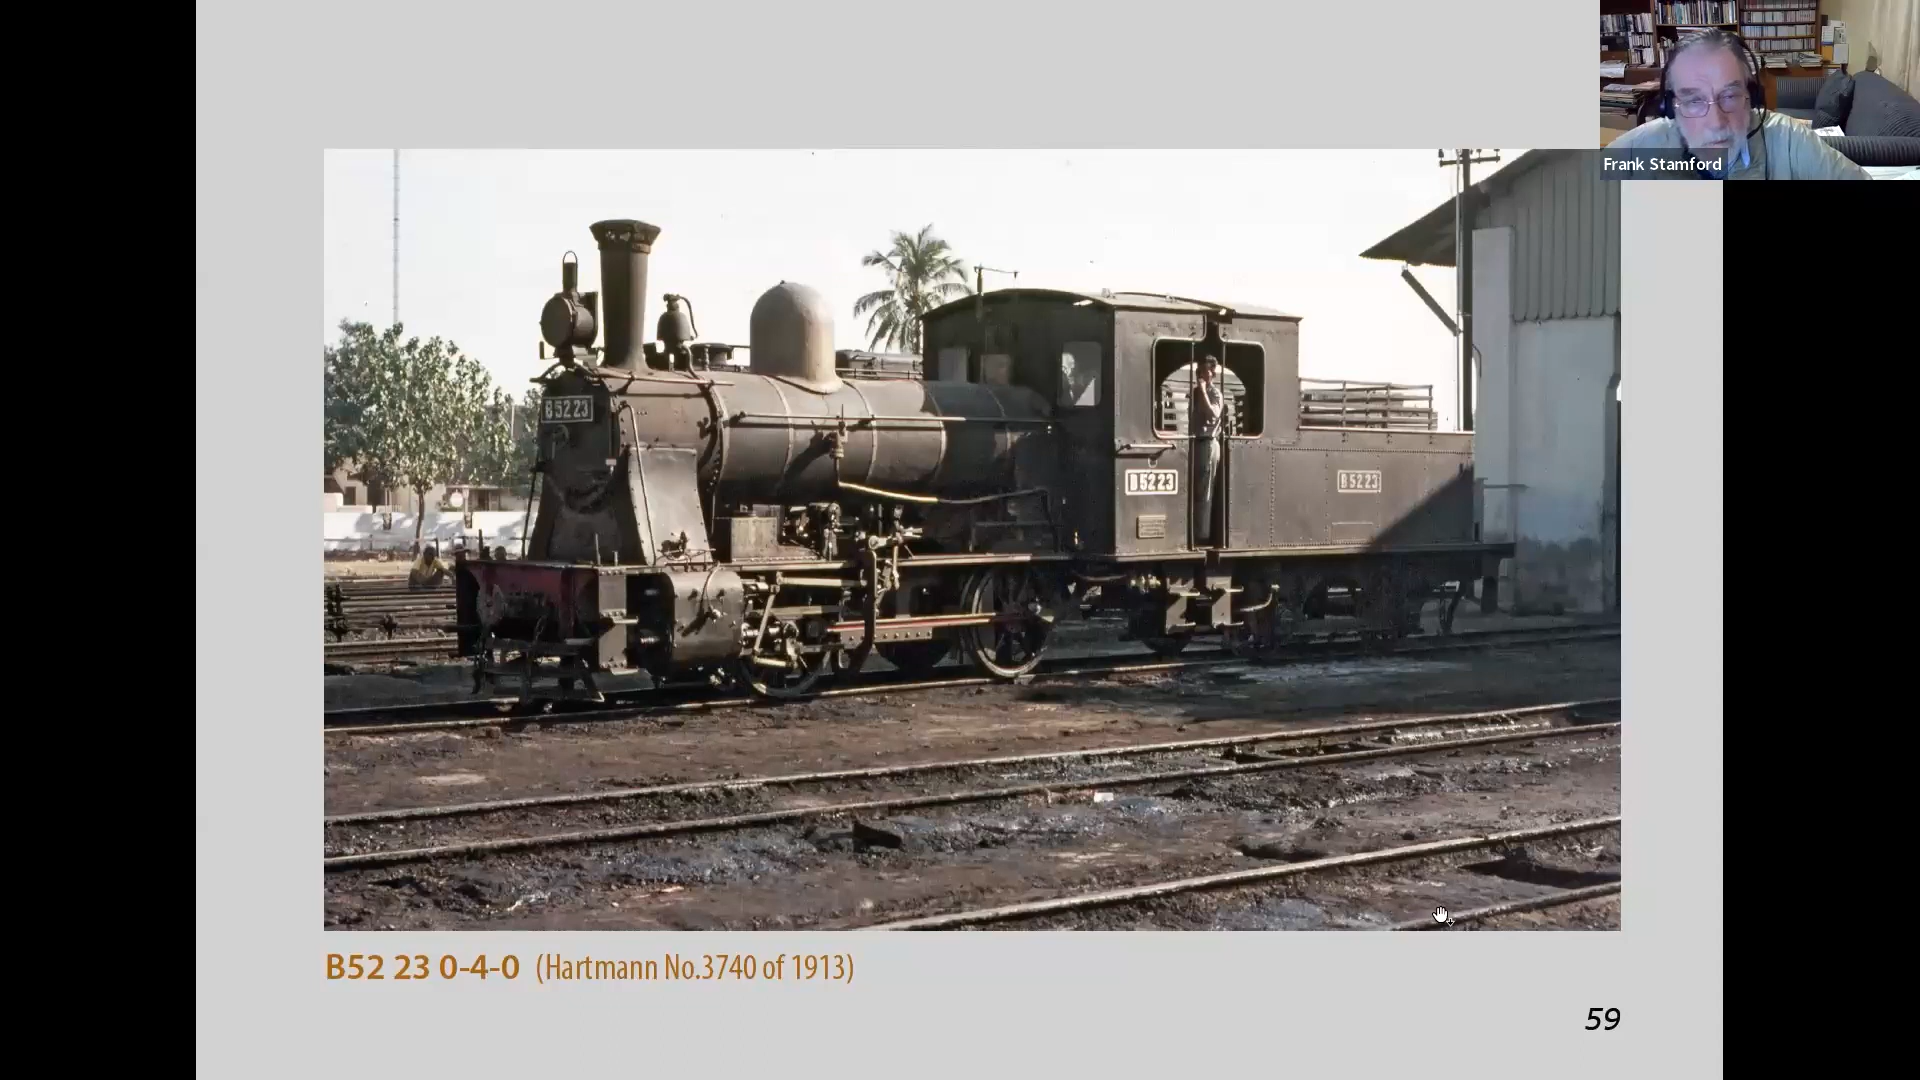 Frank Stamford
B5223
B5223
B5223
B52 23 0-4-0 (Hartmann No.3740 of 1913)
59